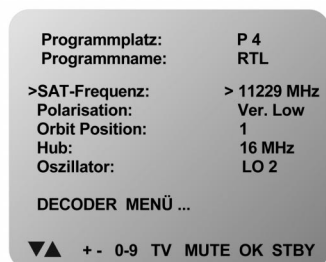 Programmplatz: P 4
Programmname: RTL
>SAT-Frequenz: > 11229 MHz
Polarisation: Ver. Low
Orbit Position: 1
Hub: 16 MHz
Oszillator: LO 2
DECODER MENÜ ...
▼▲ + - 0-9 TV MUTE OK STBY